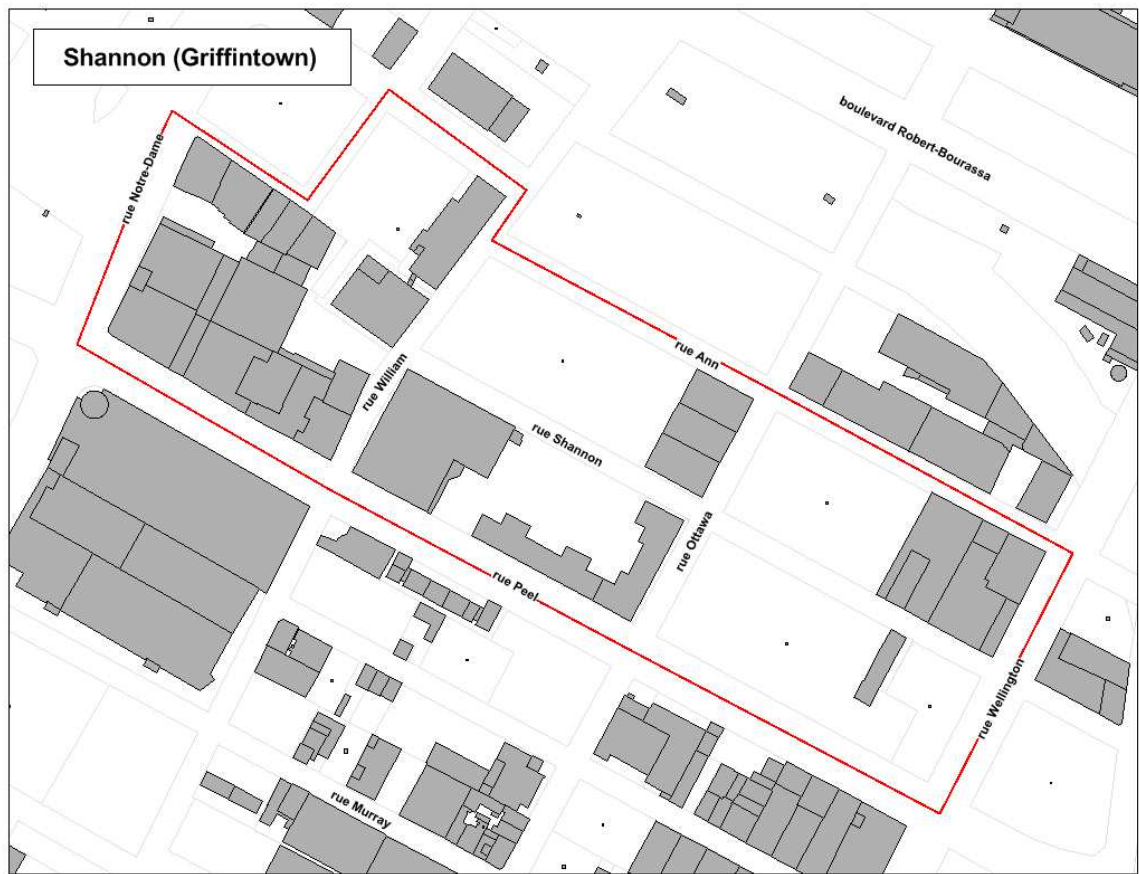 Shannon (Griffintown)
boulevard Robert-Bourassa
rue Notre-Dame
rue Ann
rue William
rue Shannon
rue Ottawa
rue Peel
rue Wellington
rue Murray